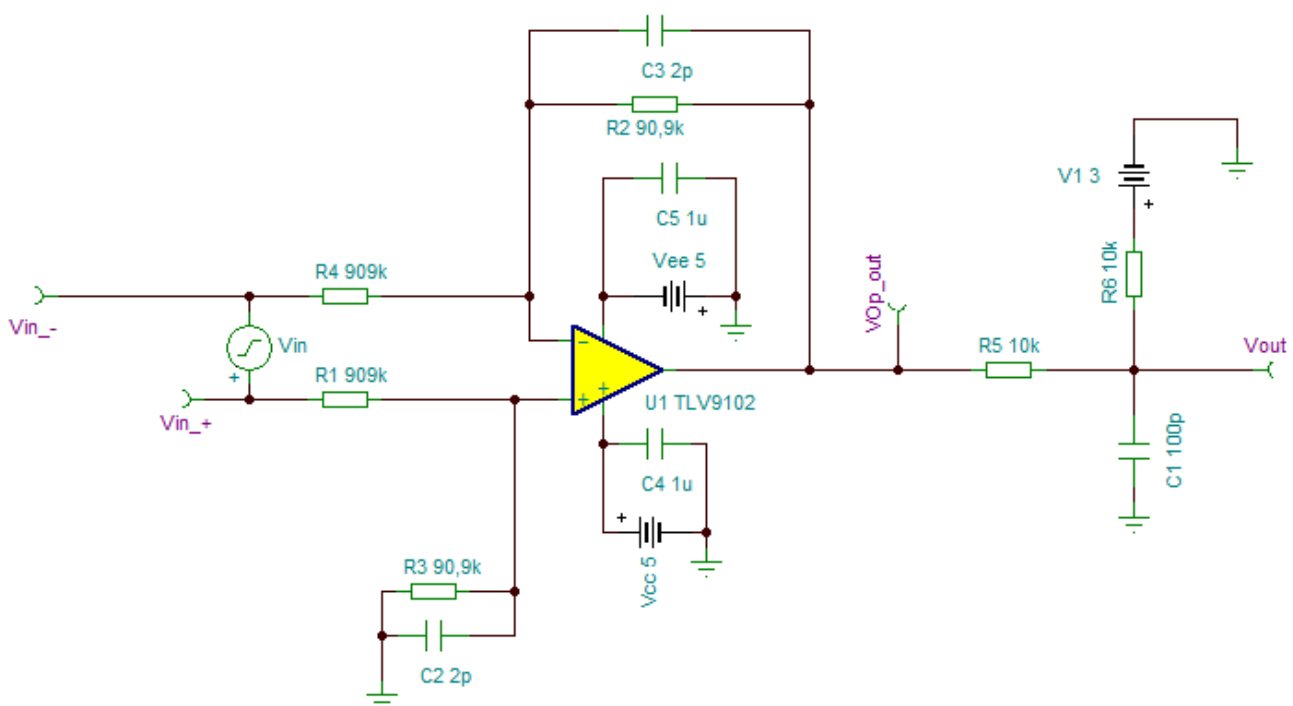 C3 2p
R2 90,9k
V1 3
+
C5 1u
R4 909k
Vee 5
+
R6 10k
Vin_-
Vin
+
VOp_out
R5 10k
Vout
−
R1 909k
+
+
U1 TLV9102
Vin_+
C4 1u
C1 100p
+
Vcc 5
R3 90,9k
C2 2p